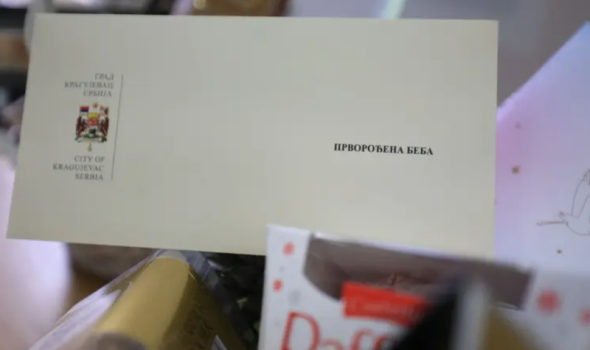 ГРАД
КРАГУЈЕВАЦ
СРБИЈА
CITY OF
KRAGUJEVAC
SERBIA
ПРВОРОЂЕНА БЕБА